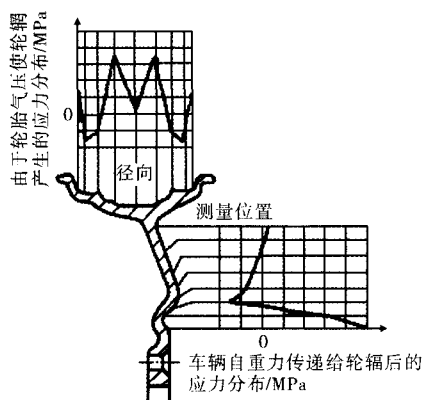 由于轮胎气压使轮辋
产生的应力分布/MPa
0
径向
测量位置
0
车辆自重力传递给轮辐后的
应力分布/MPa